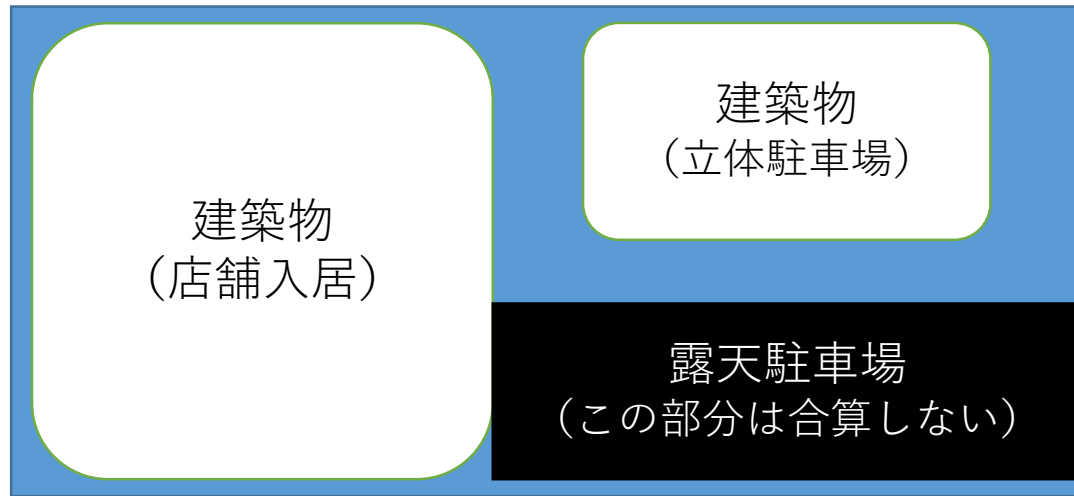 建築物
（店舗入居）
建築物
（立体駐車場）
露天駐車場
（この部分は合算しない）